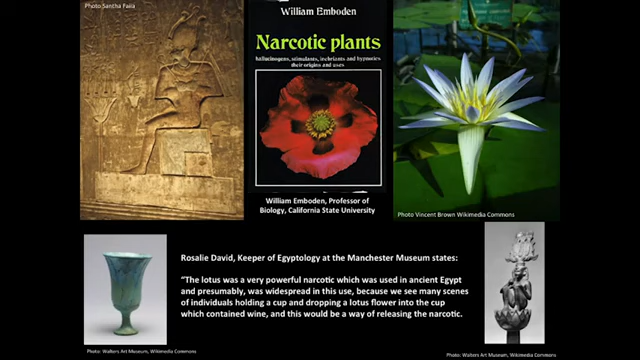 Photo Santha Faiia
William Emboden
Narcotic plants
hallucinogens, stimulants, inebriants and hypnotics
their origins and uses
William Emboden, Professor of
Biology, California State University
Photo Vincent Brown Wikimedia Commons
Rosalie David, Keeper of Egyptology at the Manchester Museum states:
"The lotus was a very powerful narcotic which was used in ancient Egypt
and presumably, was widespread in this use, because we see many scenes
of individuals holding a cup and dropping a lotus flower into the cup
which contained wine, and this would be a way of releasing the narcotic.
Photo: Walters Art Museum, Wikimedia Commons
Photo: Walters Art Museum, Wikimedia Commons